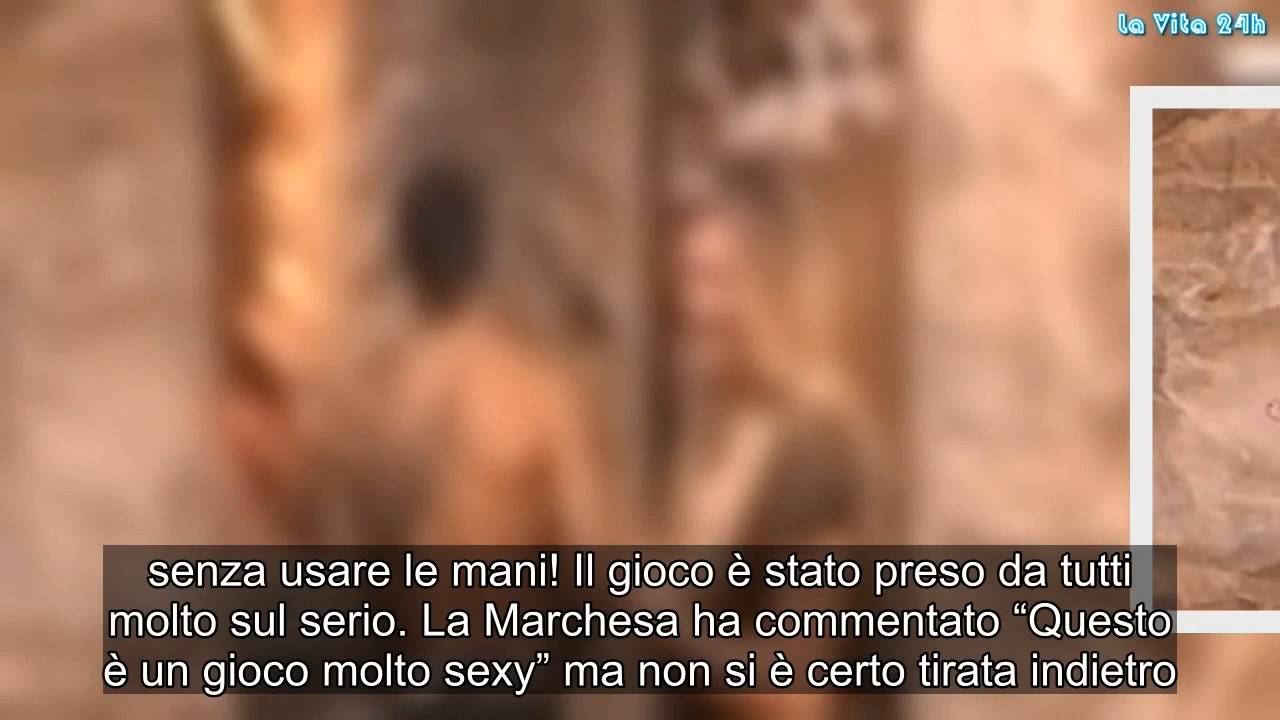 La Vita 24h
senza usare le mani! Il gioco è stato preso da tutti
molto sul serio. La Marchesa ha commentato “Questo
è un gioco molto sexy” ma non si è certo tirata indietro